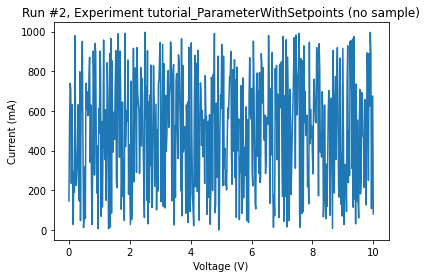 Run #2, Experiment tutorial_ParameterWithSetpoints (no sample)
1000
800
600
400
200
0
Current (mA)
0 2 4 6 8 10
Voltage (V)